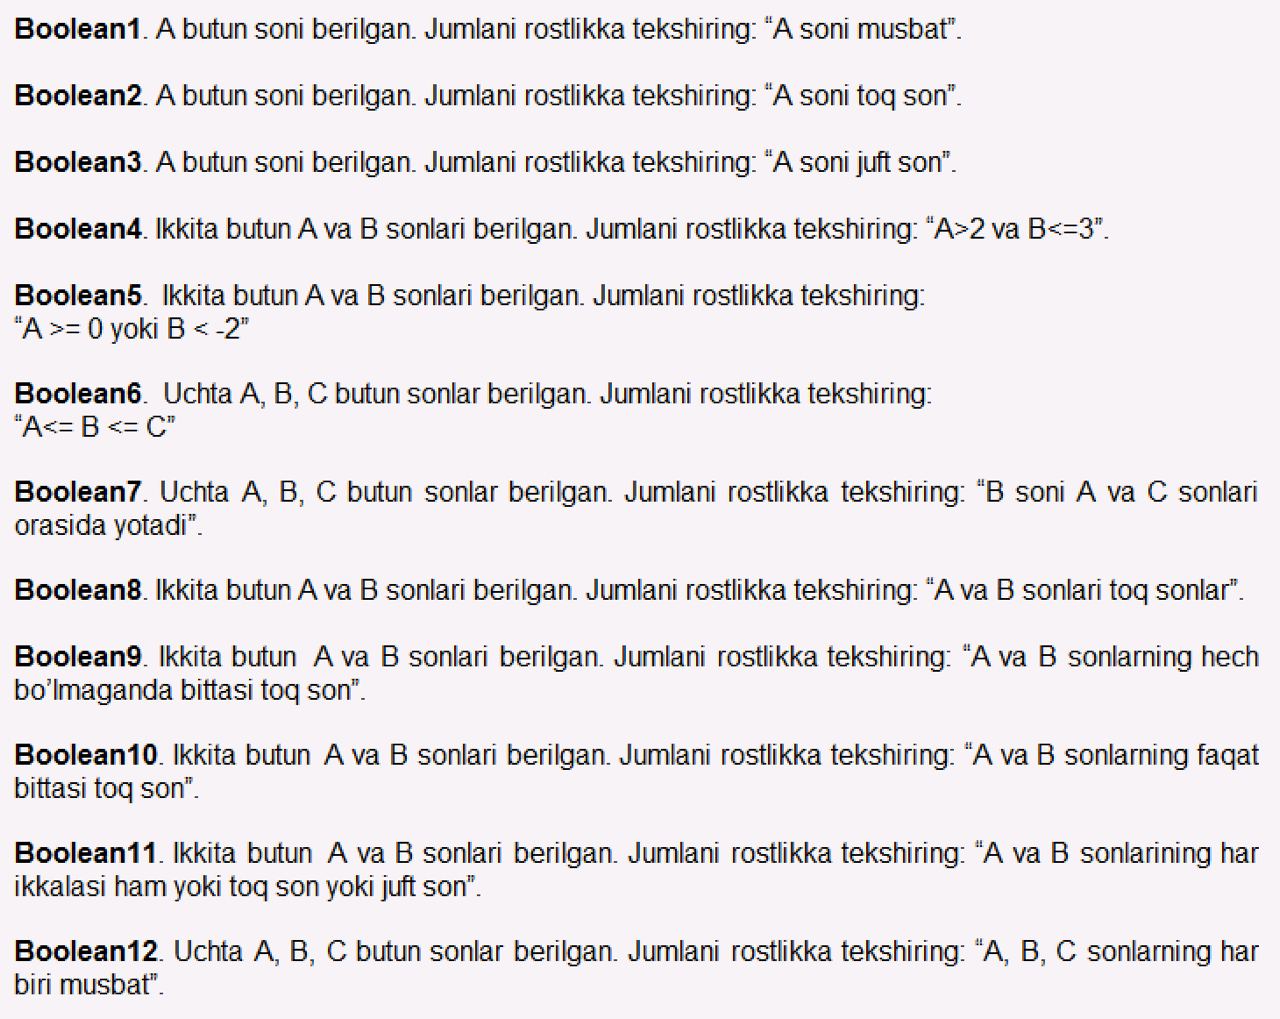 Boolean1. A butun soni berilgan. Jumlani rostlikka tekshiring: “A soni musbat”.
Boolean2. A butun soni berilgan. Jumlani rostlikka tekshiring: “A soni toq son”.
Boolean3. A butun soni berilgan. Jumlani rostlikka tekshiring: “A soni juft son”.
Boolean4. Ikkita butun A va B sonlari berilgan. Jumlani rostlikka tekshiring: “A>2 va B<=3”.
Boolean5. Ikkita butun A va B sonlari berilgan. Jumlani rostlikka tekshiring:
“A >= 0 yoki B < -2”
Boolean6. Uchta A, B, C butun sonlar berilgan. Jumlani rostlikka tekshiring:
“A<= B <= C”
Boolean7. Uchta A, B, C butun sonlar berilgan. Jumlani rostlikka tekshiring: “B soni A va C sonlari
orasida yotadi”.
Boolean8. Ikkita butun A va B sonlari berilgan. Jumlani rostlikka tekshiring: “A va B sonlari toq sonlar”.
Boolean9. Ikkita butun A va B sonlari berilgan. Jumlani rostlikka tekshiring: “A va B sonlarning hech
bo’lmaganda bittasi toq son”.
Boolean10. Ikkita butun A va B sonlari berilgan. Jumlani rostlikka tekshiring: “A va B sonlarning faqat
bittasi toq son”.
Boolean11. Ikkita butun A va B sonlari berilgan. Jumlani rostlikka tekshiring: “A va B sonlarining har
ikkalasi ham yoki toq son yoki juft son”.
Boolean12. Uchta A, B, C butun sonlar berilgan. Jumlani rostlikka tekshiring: “A, B, C sonlarning har
biri musbat”.